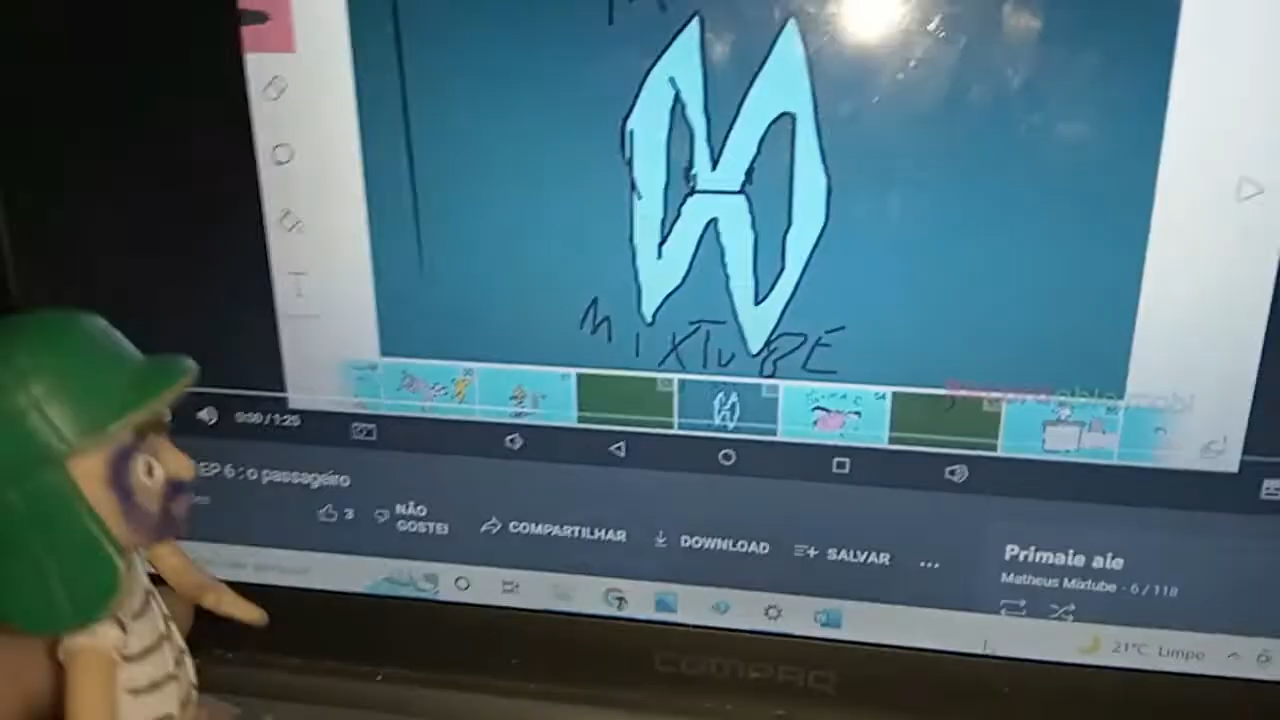 MIXTUBE
0:30 / 1:25
EP 6 : o passageiro
3
NÃO GOSTEI
COMPARTILHAR
DOWNLOAD
SALVAR
...
Primaie aie
Matheus Mixtube - 6 / 118
21°C Limpo
COMPAQ